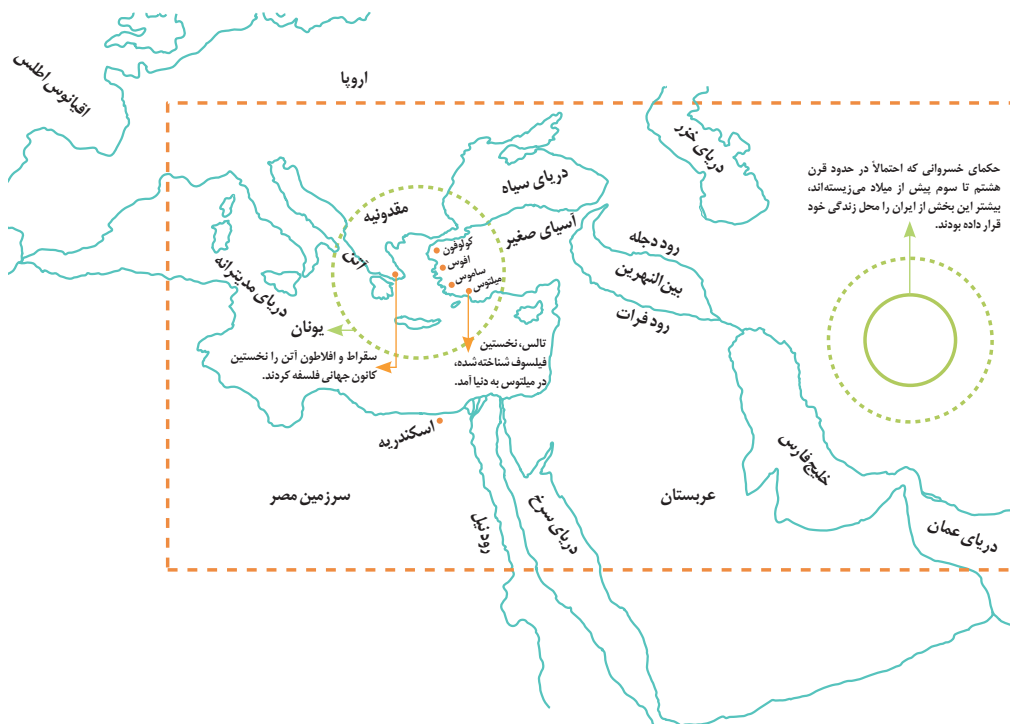 اروپا
اقیانوس اطلس
دریای خزر
حکمای خسروانی که احتمالاً در حدود قرن
هشتم تا سوم پیش از میلاد می‌زیسته‌اند،
بیشتر این بخش از ایران را محل زندگی خود
قرار داده بودند.
دریای سیاه
مقدونیه
آسیای صغیر
کولوفون
افوس
ساموس
میلتوس
آتن
رود دجله
بین‌النهرین
رود فرات
دریای مدیترانه
یونان
سقراط و افلاطون آتن را نخستین
کانون جهانی فلسفه کردند.
تالس، نخستین
فیلسوف شناخته‌شده،
در میلتوس به دنیا آمد.
اسکندریه
خلیج فارس
سرزمین مصر
عربستان
رود نیل
دریای سرخ
دریای عمان